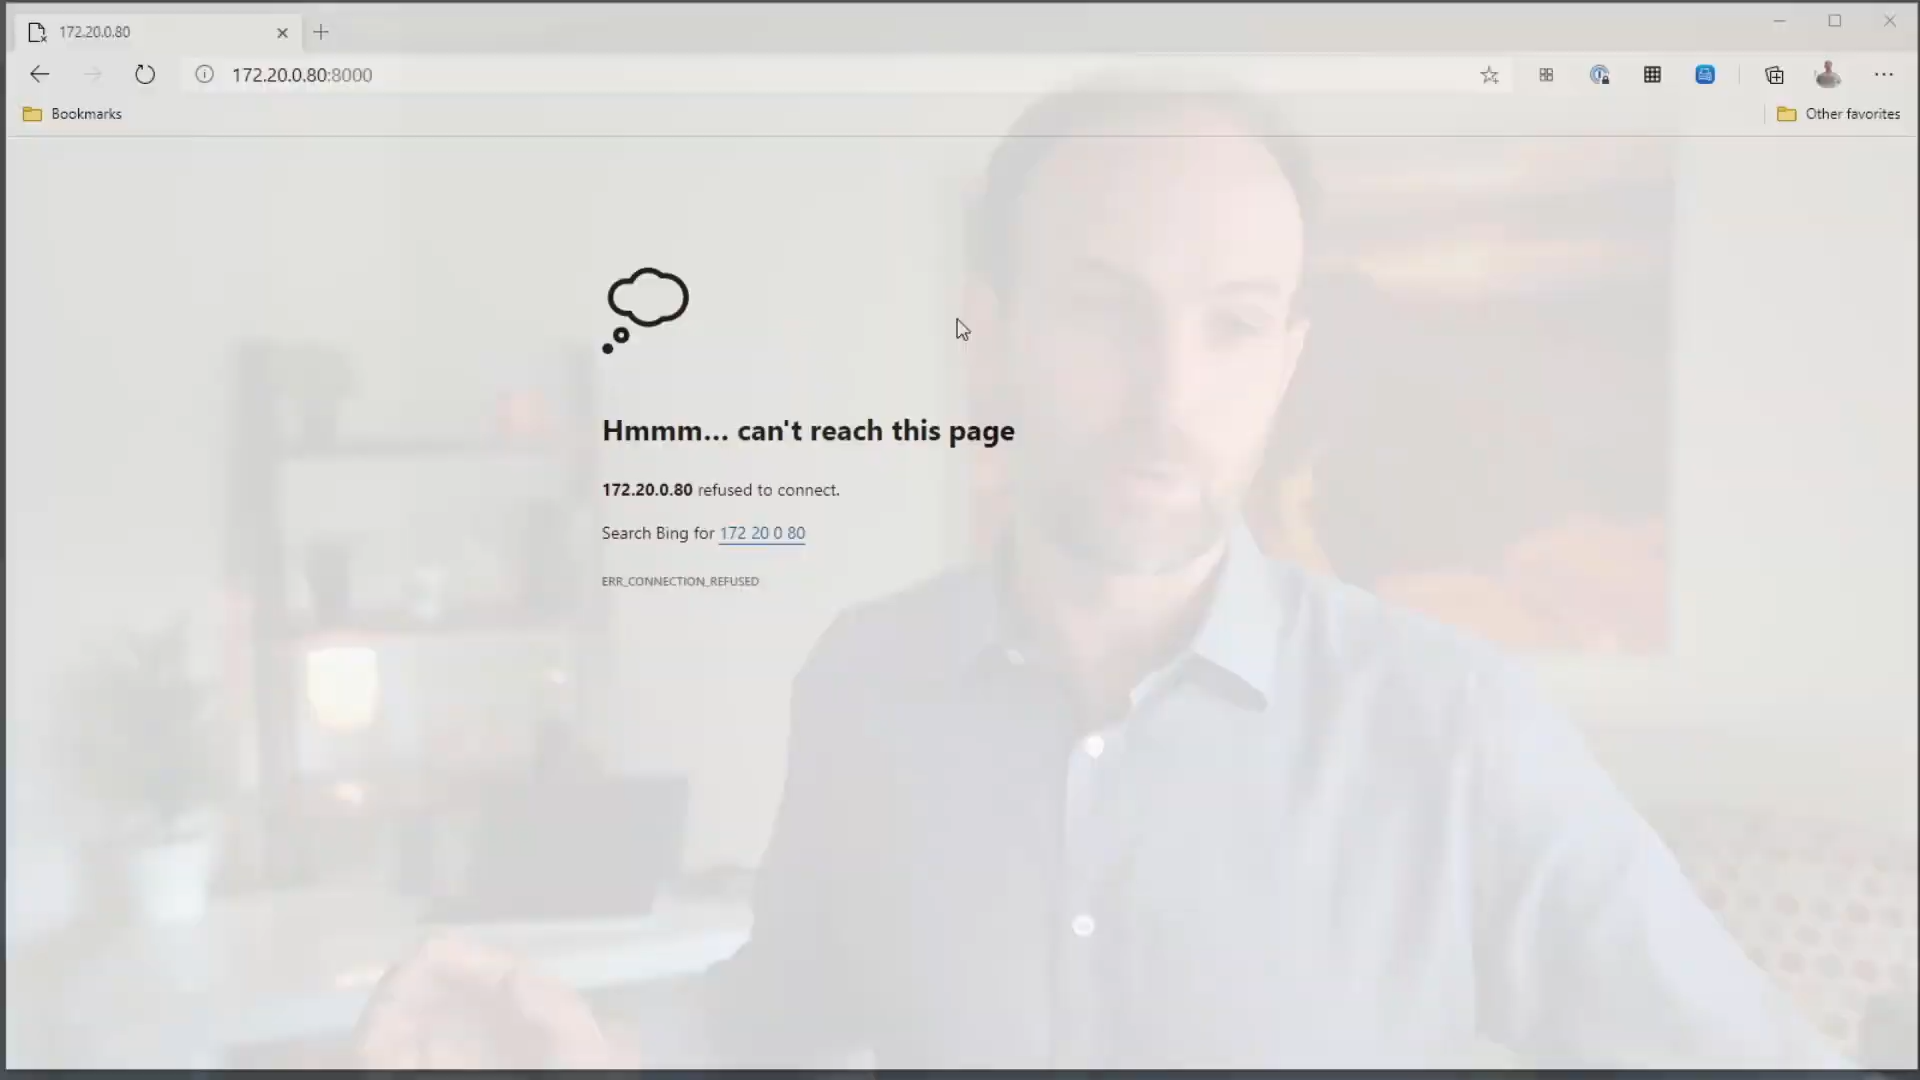 172.20.0.80
172.20.0.80:8000
Bookmarks
Other favorites
Hmmm... can't reach this page
172.20.0.80 refused to connect.
Search Bing for 172 20 0 80
ERR_CONNECTION_REFUSED